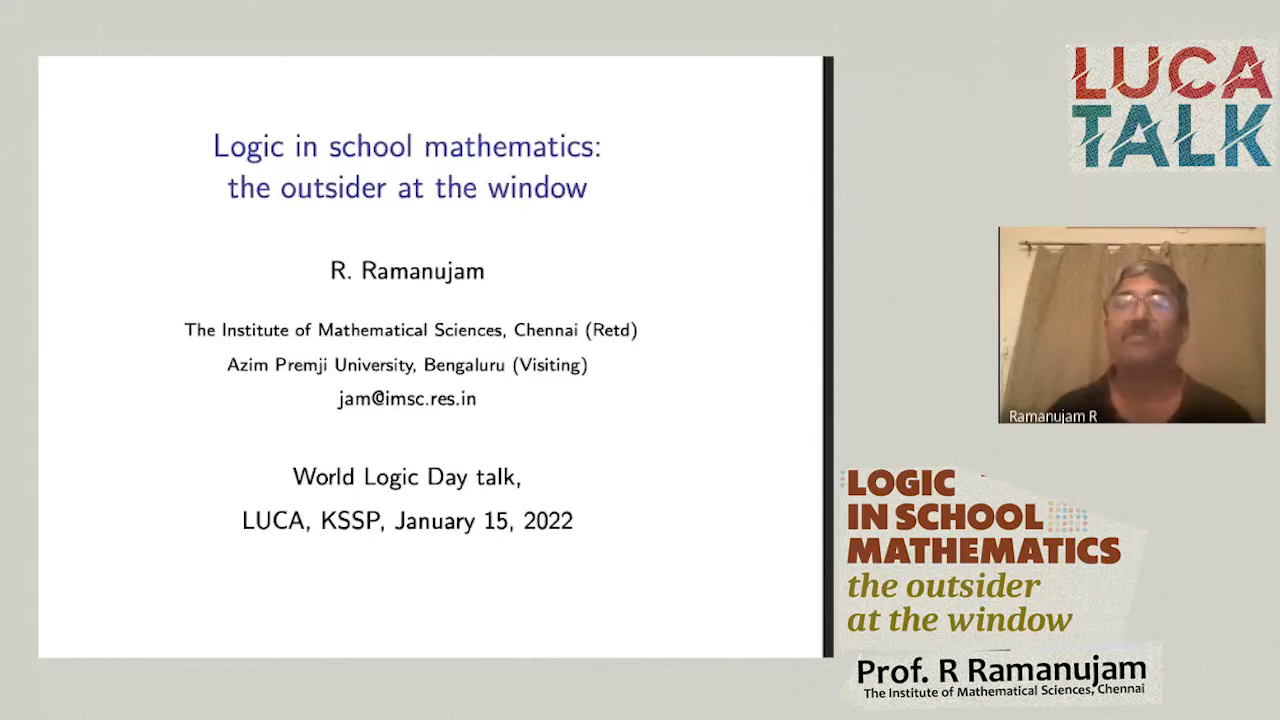 Logic in school mathematics:
the outsider at the window
R. Ramanujam
The Institute of Mathematical Sciences, Chennai (Retd)
Azim Premji University, Bengaluru (Visiting)
jam@imsc.res.in
World Logic Day talk,
LUCA, KSSP, January 15, 2022
LUCA
TALK
Ramanujam R
LOGIC
IN SCHOOL
MATHEMATICS
the outsider
at the window
Prof. R Ramanujam
The Institute of Mathematical Sciences, Chennai